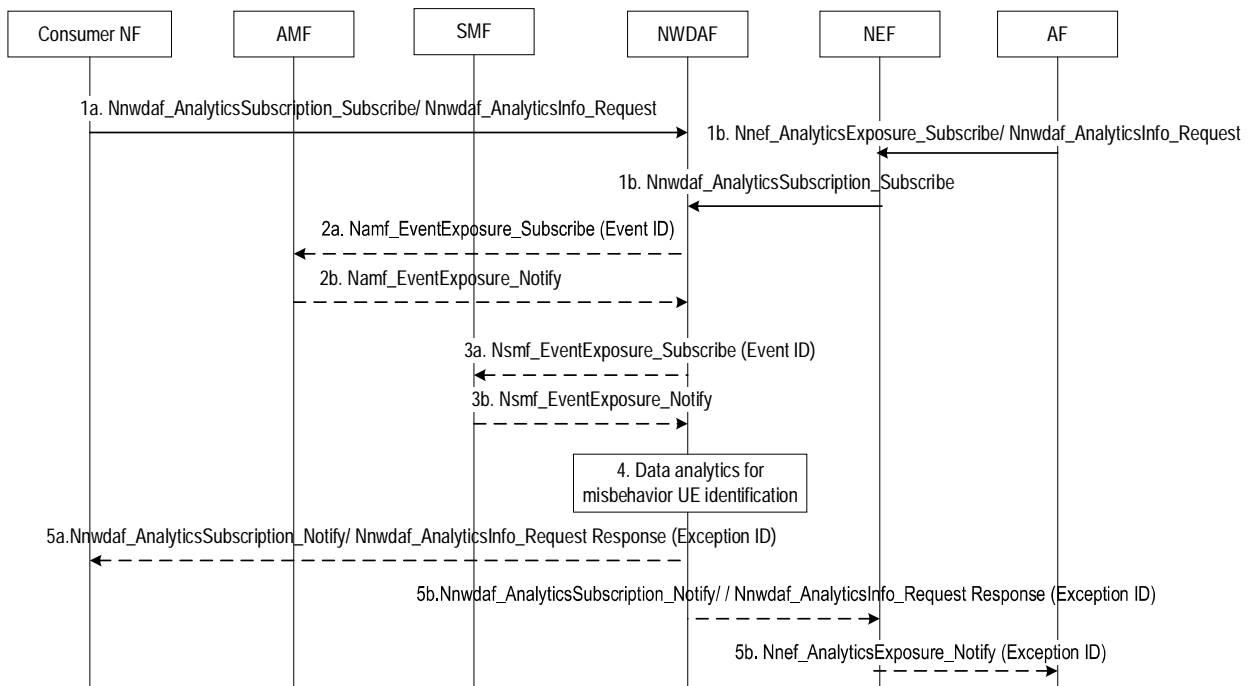 Consumer NF
AMF
SMF
NWDAF
NEF
AF
1a. Nnwdaf_AnalyticsSubscription_Subscribe/ Nnwdaf_AnalyticsInfo_Request
1b. Nnef_AnalyticsExposure_Subscribe/ Nnwdaf_AnalyticsInfo_Request
1b. Nnwdaf_AnalyticsSubscription_Subscribe
2a. Namf_EventExposure_Subscribe (Event ID)
2b. Namf_EventExposure_Notify
3a. Nsmf_EventExposure_Subscribe (Event ID)
3b. Nsmf_EventExposure_Notify
4. Data analytics for
misbehavior UE identification
5a.Nnwdaf_AnalyticsSubscription_Notify/ Nnwdaf_AnalyticsInfo_Request Response (Exception ID)
5b.Nnwdaf_AnalyticsSubscription_Notify/ / Nnwdaf_AnalyticsInfo_Request Response (Exception ID)
5b. Nnef_AnalyticsExposure_Notify (Exception ID)